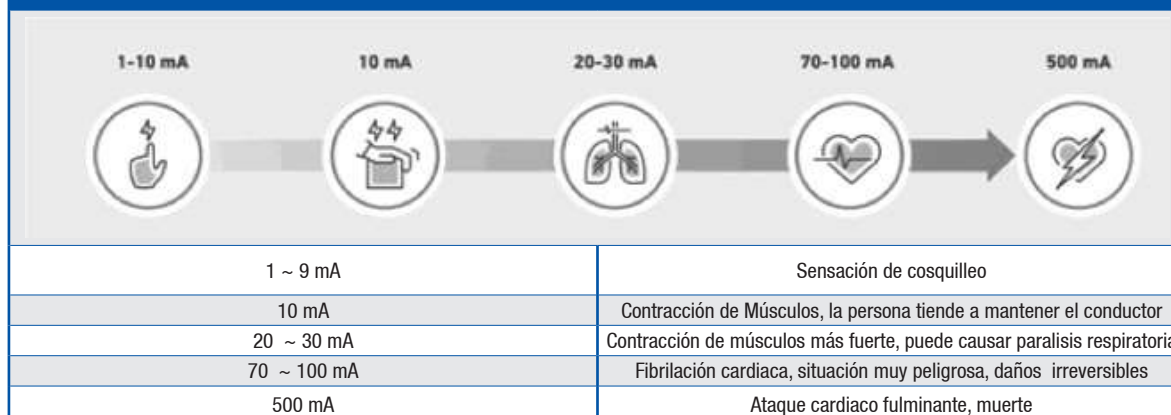 1-10 mA 10 mA 20-30 mA 70-100 mA 500 mA
1 ~ 9 mA Sensación de cosquilleo
10 mA Contracción de Músculos, la persona tiende a mantener el conductor
20 ~ 30 mA Contracción de músculos más fuerte, puede causar paralisis respiratoria
70 ~ 100 mA Fibrilación cardiaca, situación muy peligrosa, daños irreversibles
500 mA Ataque cardiaco fulminante, muerte